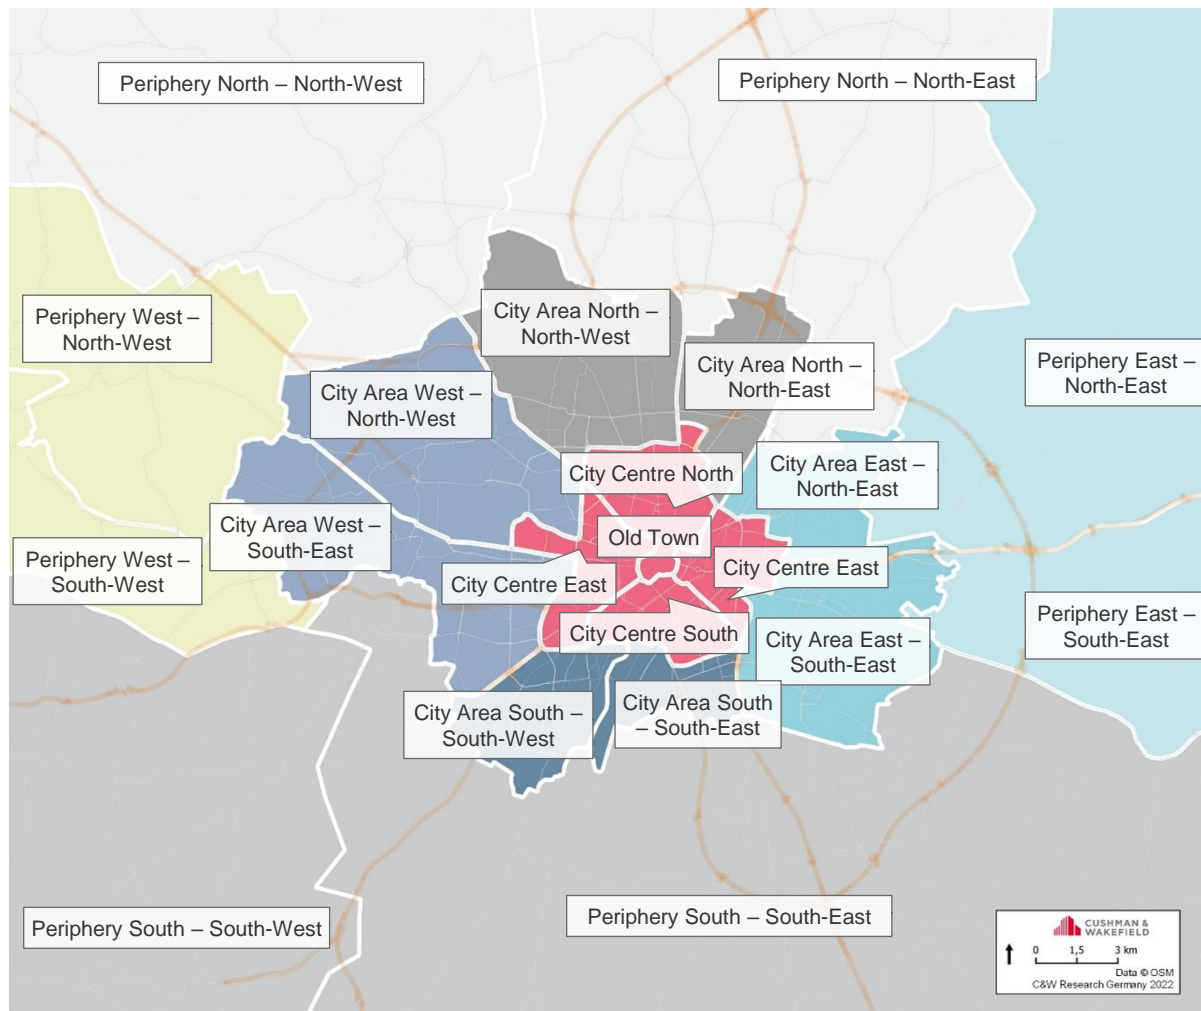 Periphery North – North-West
Periphery North – North-East
Periphery West –
North-West
City Area North –
North-West
City Area North –
North-East
Periphery East –
North-East
City Area West –
North-West
City Centre North
City Area East –
North-East
City Area West –
South-East
Old Town
Periphery West –
South-West
City Centre East
City Centre East
City Centre South
City Area East –
South-East
Periphery East –
South-East
City Area South –
South-West
City Area South
– South-East
Periphery South – South-West
Periphery South – South-East
CUSHMAN &
WAKEFIELD
0 1,5 3 km
Data © OSM
C&W Research Germany 2022